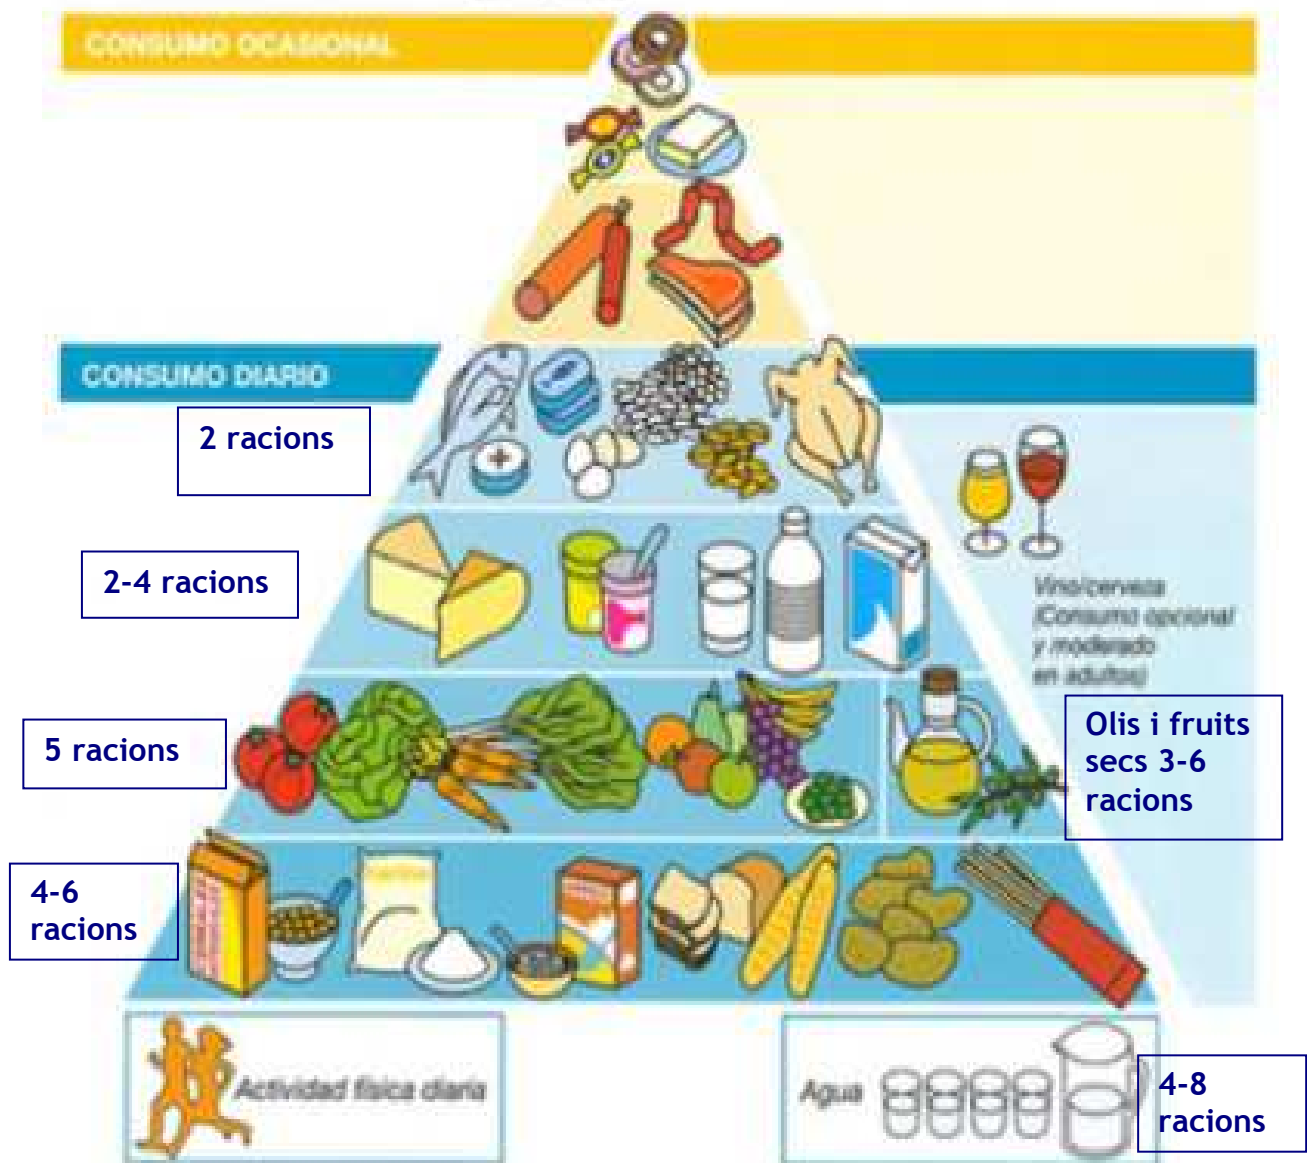 CONSUMO OCASIONAL
CONSUMO DIARIO
2 racions
2-4 racions
Vino/cerveza
(Consumo opcional
y moderado
en adultos)
5 racions
Olis i fruits
secs 3-6
racions
4-6
racions
Actividad física diaria
Agua
4-8
racions